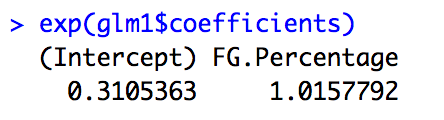 > exp(glm1$coefficients)
(Intercept) FG.Percentage
0.3105363 1.0157792